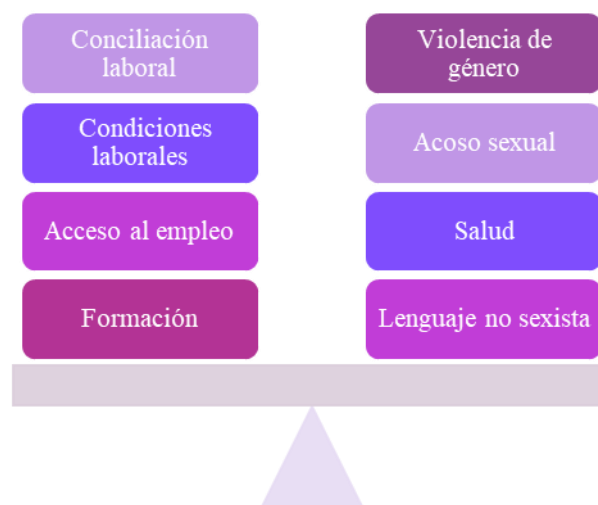 Conciliación
laboral
Condiciones
laborales
Acceso al empleo
Formación
Violencia de
género
Acoso sexual
Salud
Lenguaje no sexista